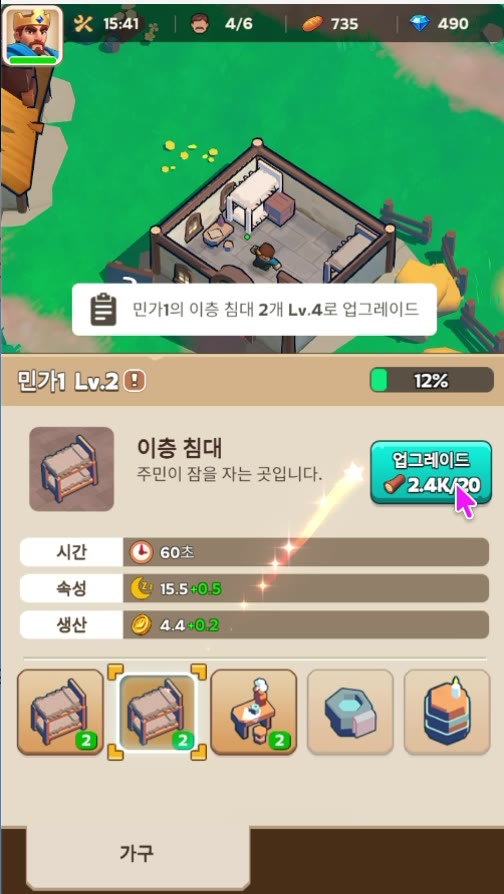 15:41
4/6
735
490
민가1의 이층 침대 2개 Lv.4로 업그레이드
민가1 Lv.2
12%
이층 침대
주민이 잠을 자는 곳입니다.
업그레이드
2.4K/20
시간
60초
속성
15.5+0.5
생산
4.4+0.2
2
2
2
가구